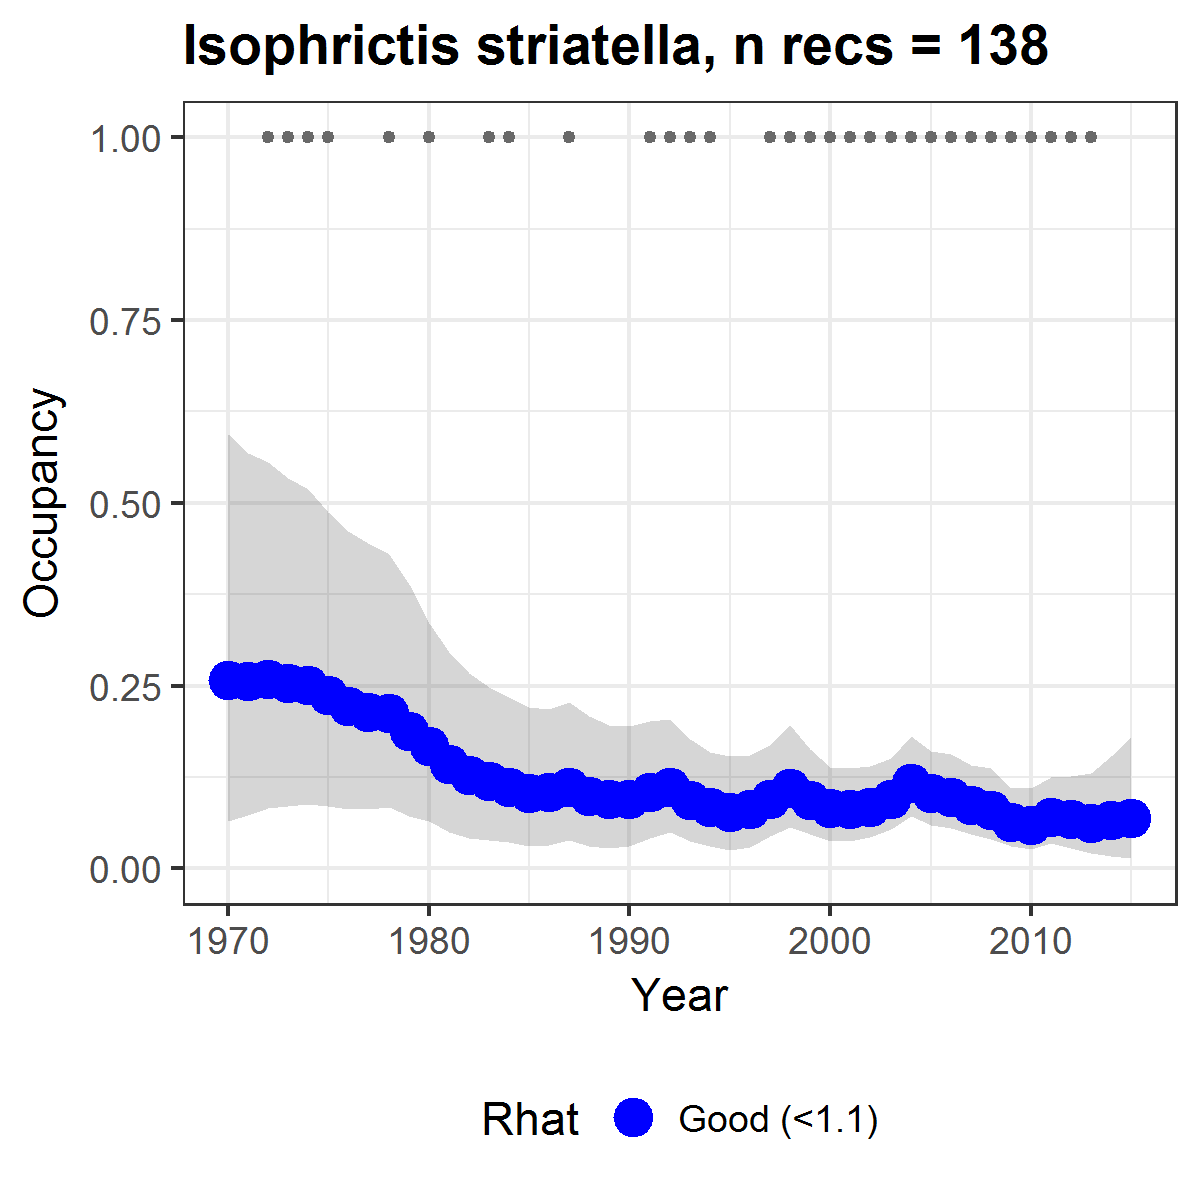 Isophrictis striatella, n recs = 138
1.00
0.75
0.50
0.25
0.00
Occupancy
1970 1980 1990 2000 2010
Year
Rhat Good (<1.1)